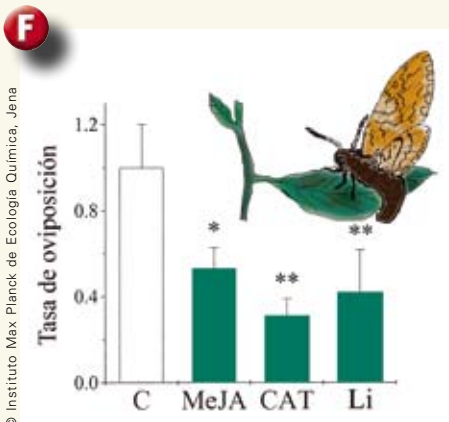 F
© Instituto Max Planck de Ecología Química, Jena
Tasa de oviposición
1.2
0.8
0.4
0.0
*
**
**
C MeJA CAT Li